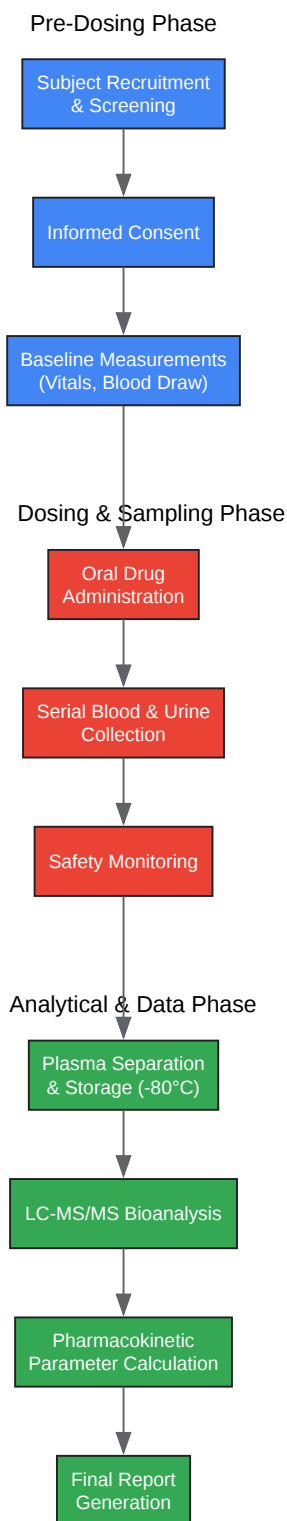 Pre-Dosing Phase
Subject Recruitment
& Screening
Informed Consent
Baseline Measurements
(Vitals, Blood Draw)
Dosing & Sampling Phase
Oral Drug
Administration
Serial Blood & Urine
Collection
Safety Monitoring
Analytical & Data Phase
Plasma Separation
& Storage (-80°C)
LC-MS/MS Bioanalysis
Pharmacokinetic
Parameter Calculation
Final Report
Generation